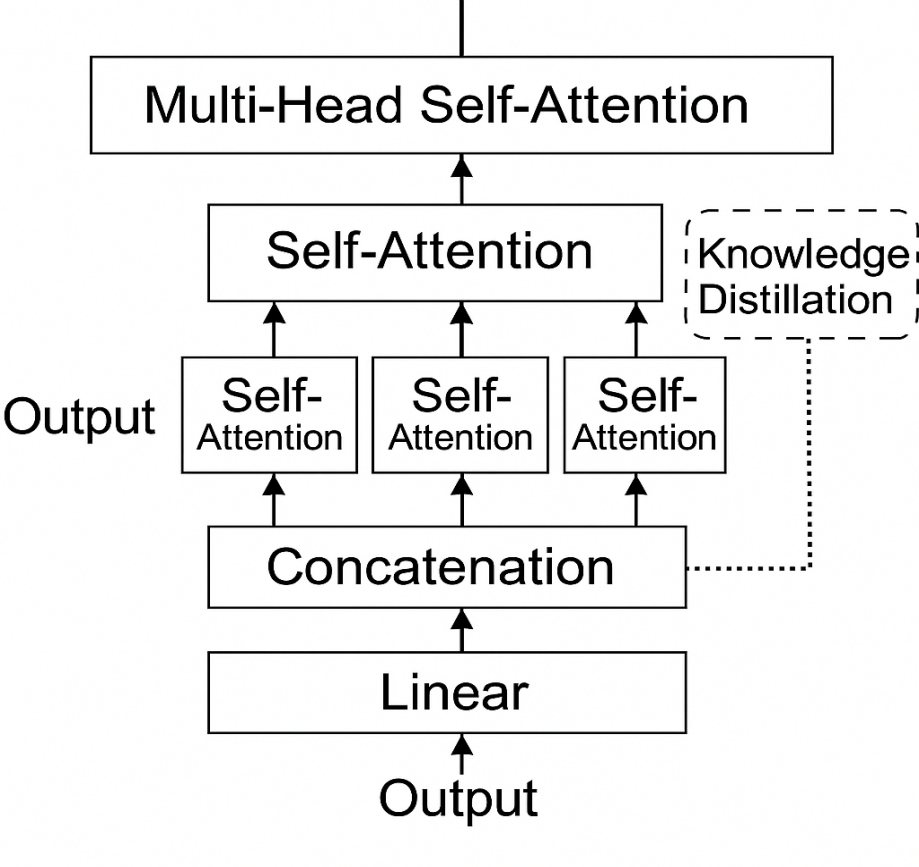 Multi-Head Self-Attention
Self-Attention
Knowledge
Distillation
Output
Self-
Attention
Self-
Attention
Self-
Attention
Concatenation
Linear
Output